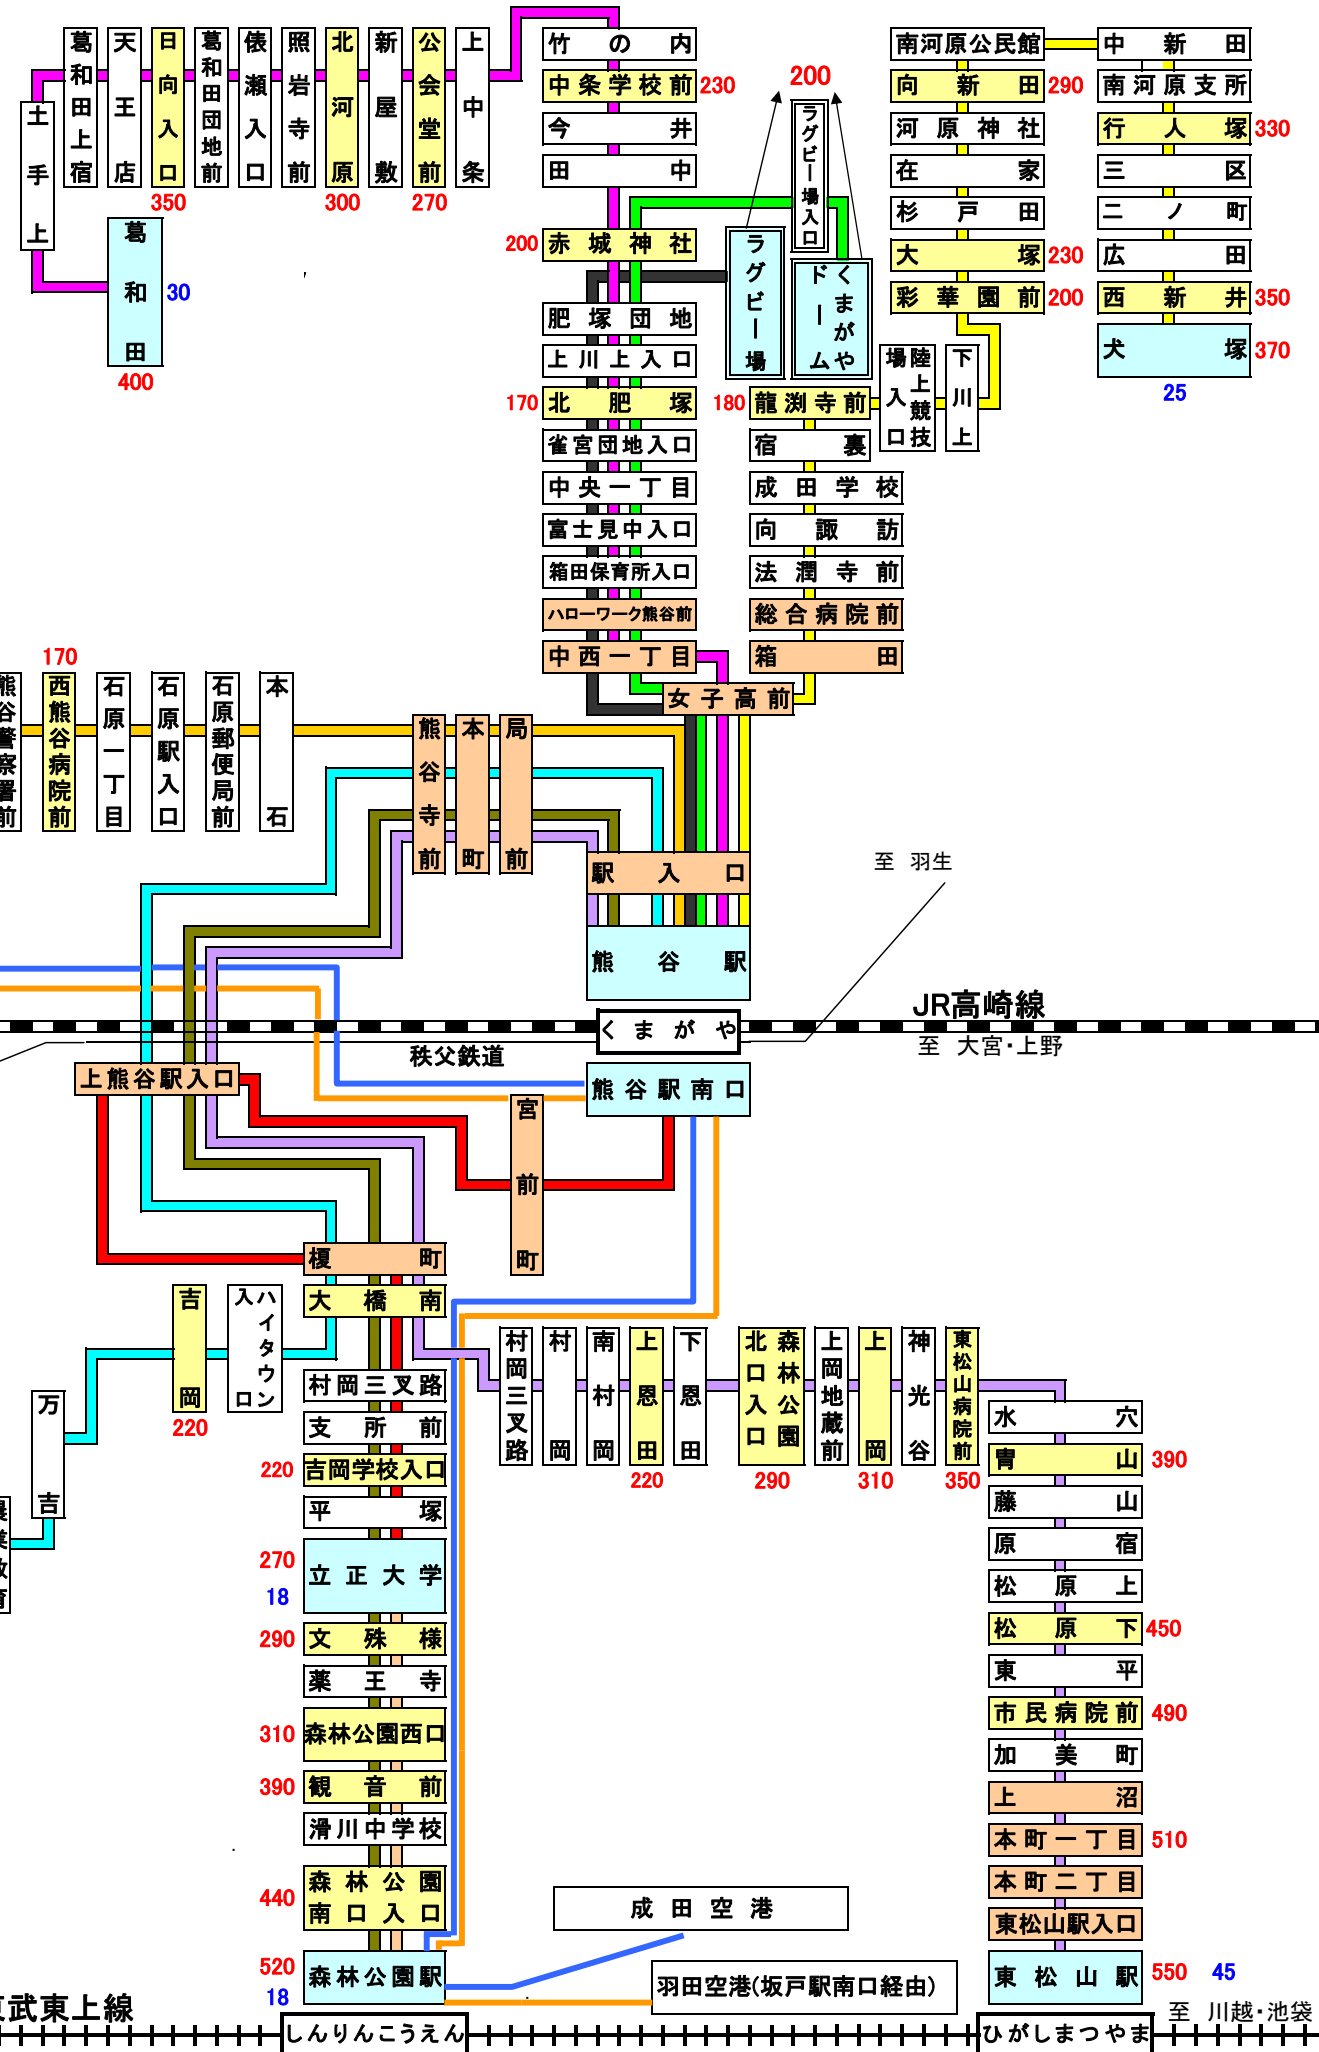 葛和田上宿
天王店
日向入口
葛和田団地前
俵瀬入口
照岩寺前
北河原
新屋敷
公会堂前
上中条
土手上
350
300
270
葛和田
30
400
竹の内
中条学校前
230
今井
田中
200
赤城神社
肥塚団地
上川上入口
170
北肥塚
雀宮団地入口
中央一丁目
富士見中入口
箱田保育所入口
ハローワーク熊谷前
中西一丁目
200
ラグビー場入口
ラグビー場
くまがや
ドーム
南河原公民館
向新田
290
河原神社
在家
杉戸田
大塚
230
彩華園前
200
中新田
南河原支所
行人塚
330
三区
二ノ町
広田
西新井
350
犬塚
370
25
陸上競技
場入口
下川上
180
龍渕寺前
宿裏
成田学校
向諏訪
法潤寺前
総合病院前
箱田
女子高前
170
熊谷警察署前
西熊谷病院前
石原一丁目
石原駅入口
石原郵便局前
本石
熊谷寺前
本町
局前
駅入口
熊谷駅
至 羽生
JR高崎線
くまがや
至 大宮・上野
秩父鉄道
上熊谷駅入口
熊谷駅南口
宮前町
榎町
大橋南
吉岡
220
ハイタウン
入口
万吉
村岡三叉路
支所前
220
吉岡学校入口
平塚
270
立正大学
18
290
文殊様
薬王寺
310
森林公園西口
390
観音前
滑川中学校
440
森林公園
南口入口
520
森林公園駅
18
村岡三叉路
村岡
南村岡
上恩田
下恩田
220
森林公園
北口入口
290
上岡地蔵前
上岡
310
神光谷
東松山病院前
350
水穴
冑山
390
藤山
原宿
松原上
松原下
450
東平
市民病院前
490
加美町
上沼
本町一丁目
510
本町二丁目
東松山駅入口
東松山駅
550
45
成田空港
羽田空港(坂戸駅南口経由)
武東上線
至 川越・池袋
しんりんこうえん
ひがしまつやま